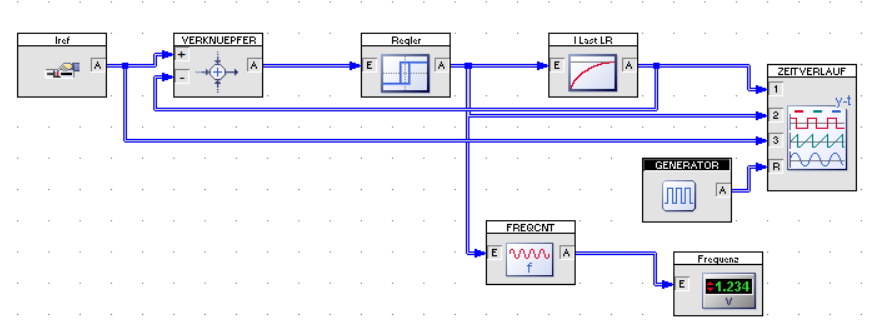 Iref
A
VERKNUEPFER
+
-
A
Regler
E
A
I Last LR
E
A
ZEITVERLAUF
1
2
3
R
y-t
GENERATOR
A
FREQCNT
E
A
f
Frequenz
E
1.234
V